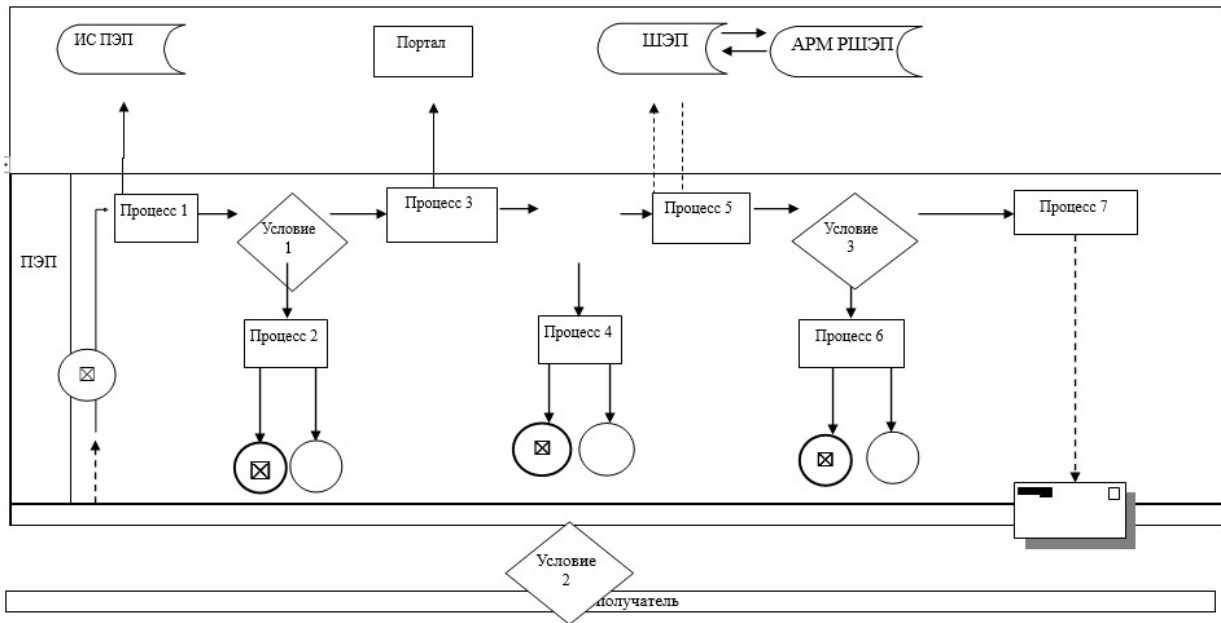 ИС ПЭП
Портал
ШЭП
АРМ РШЭП
Процесс 1
Условие
1
Процесс 3
Процесс 5
Условие
3
Процесс 7
ПЭП
Процесс 2
Процесс 4
Процесс 6
Условие
2
получатель